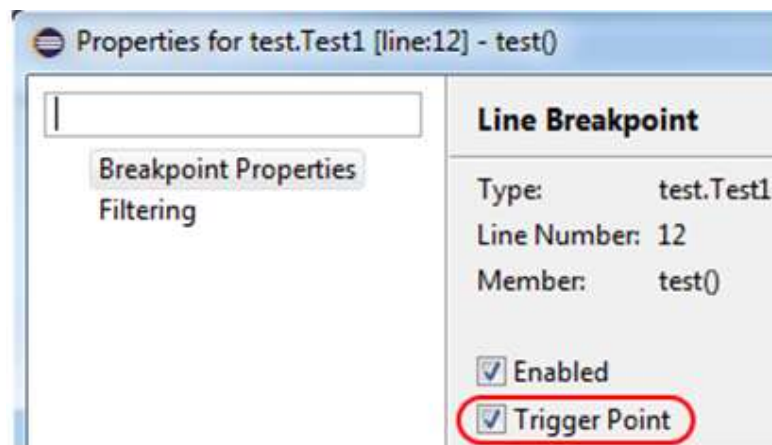 Properties for test.Test1 [line:12] - test()
Breakpoint Properties
Filtering
Line Breakpoint
Type: test.Test1
Line Number: 12
Member: test()
Enabled
Trigger Point